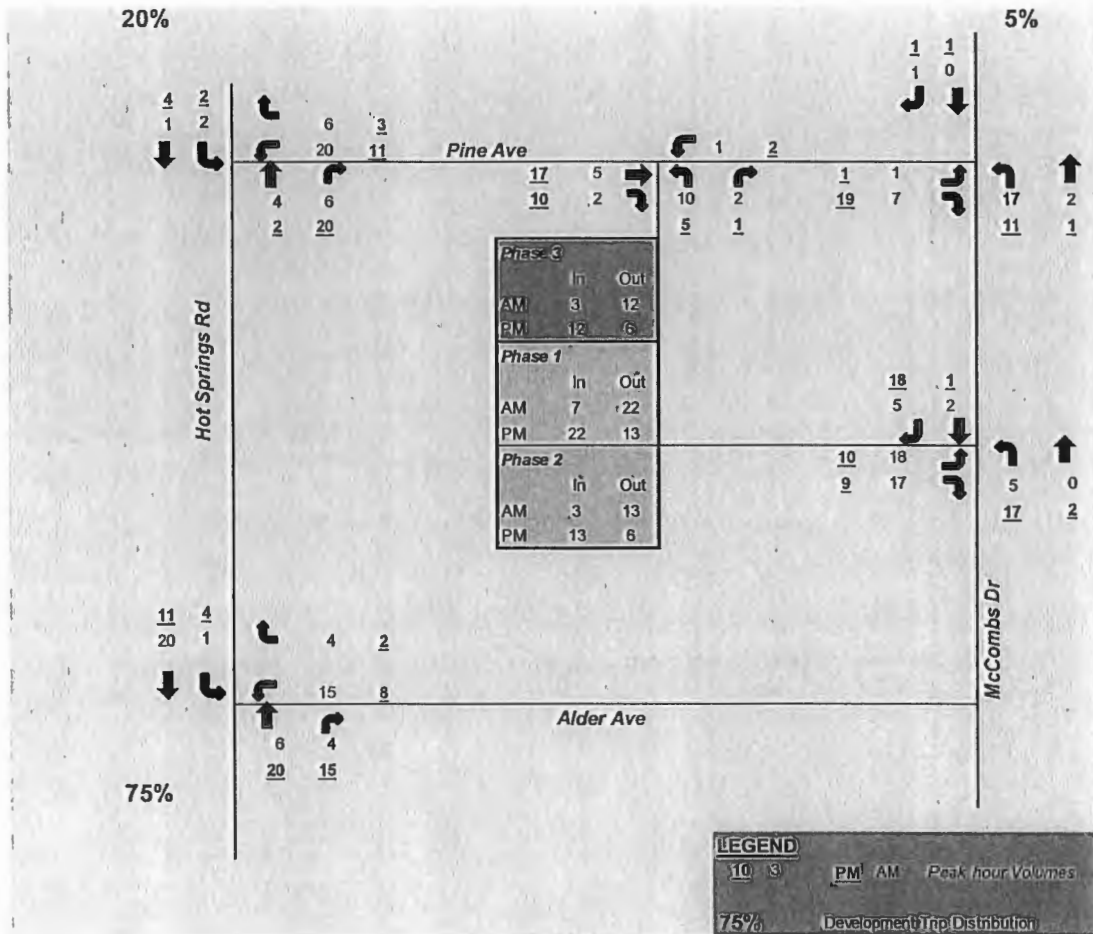 20% 5%
1 1
1 0
4 2
1 2
6 3
20 11
Pine Ave
1 2
17 5
10 2
4 6
2 20
10 2
5 1
1 1
19 7
17 2
11 1
Phase 3
In Out
AM 3 12
PM 12 6
Phase 1
In Out
AM 7 22
PM 22 13
Phase 2
In Out
AM 3 13
PM 13 6
Hot Springs Rd
18 1
5 2
10 18
9 17
5 0
17 2
McCombs Dr
11 4
20 1
4 2
15 8
Alder Ave
6 4
20 15
75%
LEGEND
10 3 PM AM Peak hour Volumes
75% Development Trip Distribution